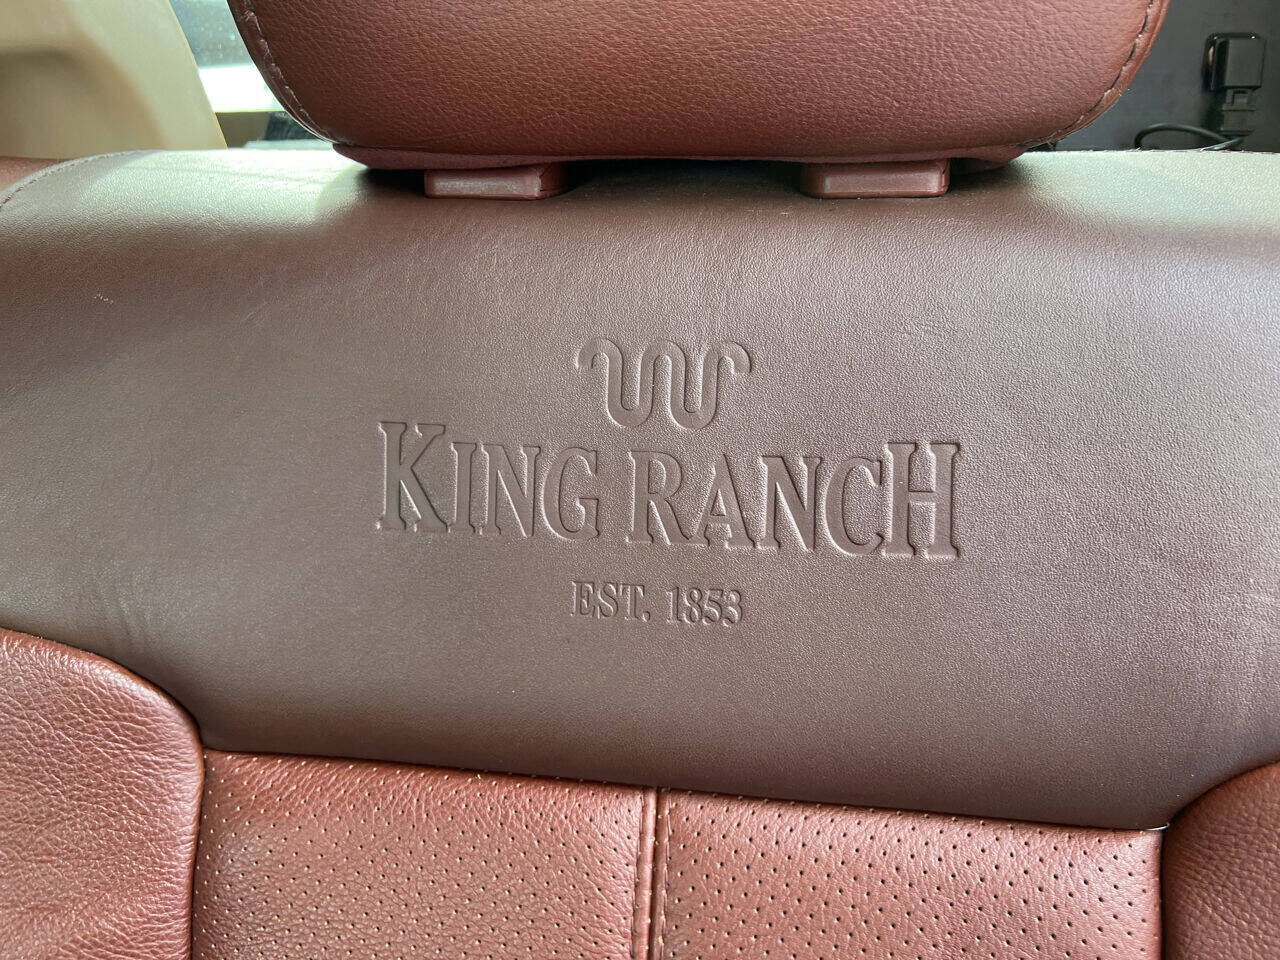 KING RANCH
EST. 1853